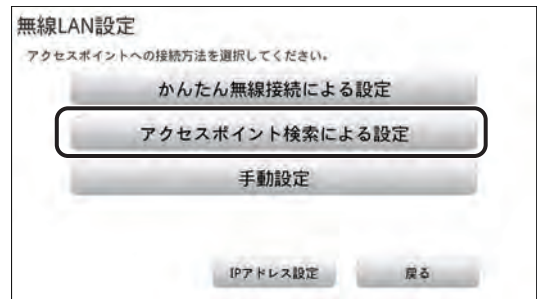 無線LAN設定
アクセスポイントへの接続方法を選択してください。
かんたん無線接続による設定
アクセスポイント検索による設定
手動設定
IPアドレス設定
戻る